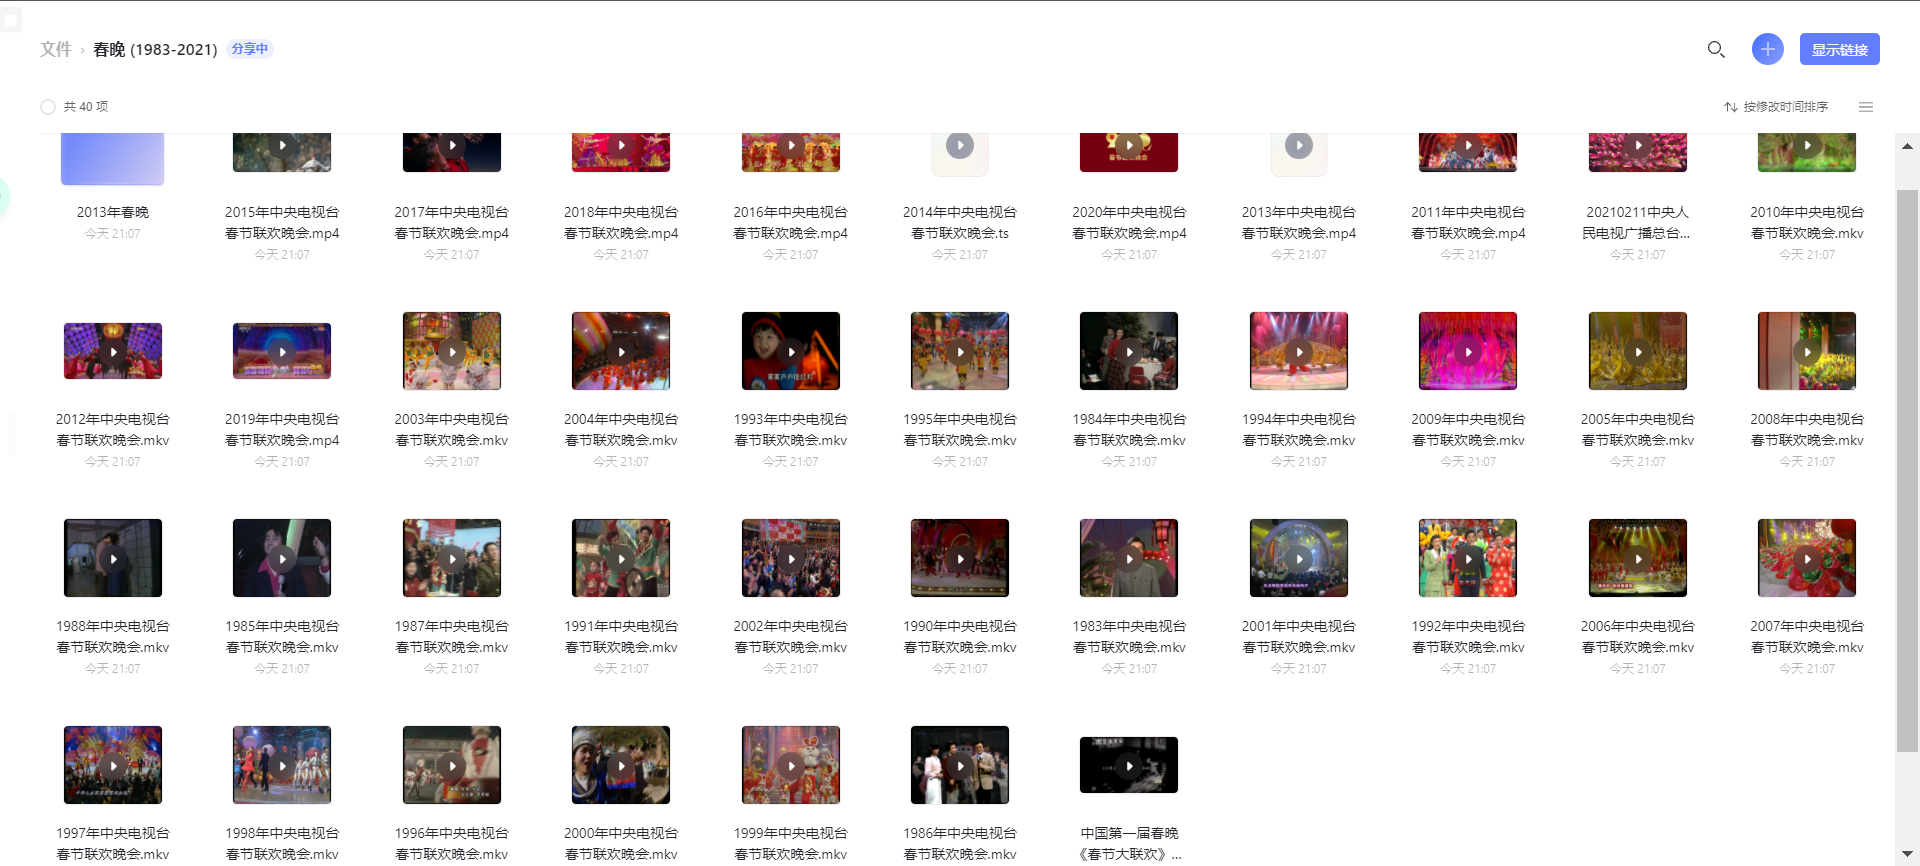 文件 › 春晚 (1983-2021) 分享中
显示链接
共 40 项
按修改时间排序
2013年春晚
今天 21:07
2015年中央电视台
春节联欢晚会.mp4
今天 21:07
2017年中央电视台
春节联欢晚会.mp4
今天 21:07
2018年中央电视台
春节联欢晚会.mp4
今天 21:07
2016年中央电视台
春节联欢晚会.mp4
今天 21:07
2014年中央电视台
春节联欢晚会.ts
今天 21:07
2020年中央电视台
春节联欢晚会.mp4
今天 21:07
2013年中央电视台
春节联欢晚会.mp4
今天 21:07
2011年中央电视台
春节联欢晚会.mp4
今天 21:07
20210211中央人
民电视广播总台...
今天 21:07
2010年中央电视台
春节联欢晚会.mkv
今天 21:07
2012年中央电视台
春节联欢晚会.mkv
今天 21:07
2019年中央电视台
春节联欢晚会.mp4
今天 21:07
2003年中央电视台
春节联欢晚会.mkv
今天 21:07
2004年中央电视台
春节联欢晚会.mkv
今天 21:07
1993年中央电视台
春节联欢晚会.mkv
今天 21:07
1995年中央电视台
春节联欢晚会.mkv
今天 21:07
1984年中央电视台
春节联欢晚会.mkv
今天 21:07
1994年中央电视台
春节联欢晚会.mkv
今天 21:07
2009年中央电视台
春节联欢晚会.mkv
今天 21:07
2005年中央电视台
春节联欢晚会.mkv
今天 21:07
2008年中央电视台
春节联欢晚会.mkv
今天 21:07
1988年中央电视台
春节联欢晚会.mkv
今天 21:07
1985年中央电视台
春节联欢晚会.mkv
今天 21:07
1987年中央电视台
春节联欢晚会.mkv
今天 21:07
1991年中央电视台
春节联欢晚会.mkv
今天 21:07
2002年中央电视台
春节联欢晚会.mkv
今天 21:07
1990年中央电视台
春节联欢晚会.mkv
今天 21:07
1983年中央电视台
春节联欢晚会.mkv
今天 21:07
2001年中央电视台
春节联欢晚会.mkv
今天 21:07
1992年中央电视台
春节联欢晚会.mkv
今天 21:07
2006年中央电视台
春节联欢晚会.mkv
今天 21:07
2007年中央电视台
春节联欢晚会.mkv
今天 21:07
1997年中央电视台
春节联欢晚会.mkv
1998年中央电视台
春节联欢晚会.mkv
1996年中央电视台
春节联欢晚会.mkv
2000年中央电视台
春节联欢晚会.mkv
1999年中央电视台
春节联欢晚会.mkv
1986年中央电视台
春节联欢晚会.mkv
中国第一届春晚
《春节大联欢》...